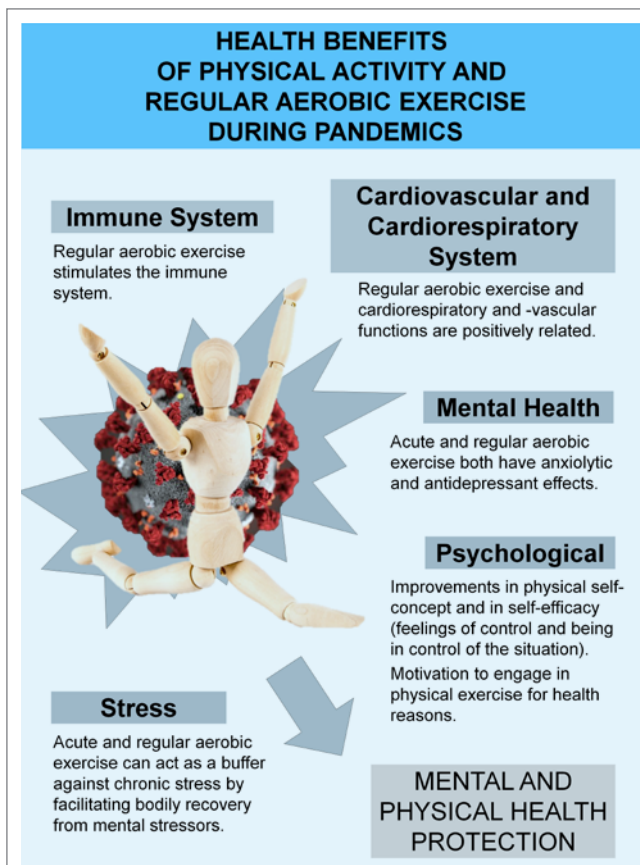 HEALTH BENEFITS
OF PHYSICAL ACTIVITY AND
REGULAR AEROBIC EXERCISE
DURING PANDEMICS
Immune System
Regular aerobic exercise
stimulates the immune
system.
Cardiovascular and
Cardiorespiratory
System
Regular aerobic exercise and
cardiorespiratory and -vascular
functions are positively related.
Mental Health
Acute and regular aerobic
exercise both have anxiolytic
and antidepressant effects.
Psychological
Improvements in physical self-
concept and in self-efficacy
(feelings of control and being
in control of the situation).
Motivation to engage in
physical exercise for health
reasons.
Stress
Acute and regular aerobic
exercise can act as a buffer
against chronic stress by
facilitating bodily recovery
from mental stressors.
MENTAL AND
PHYSICAL HEALTH
PROTECTION